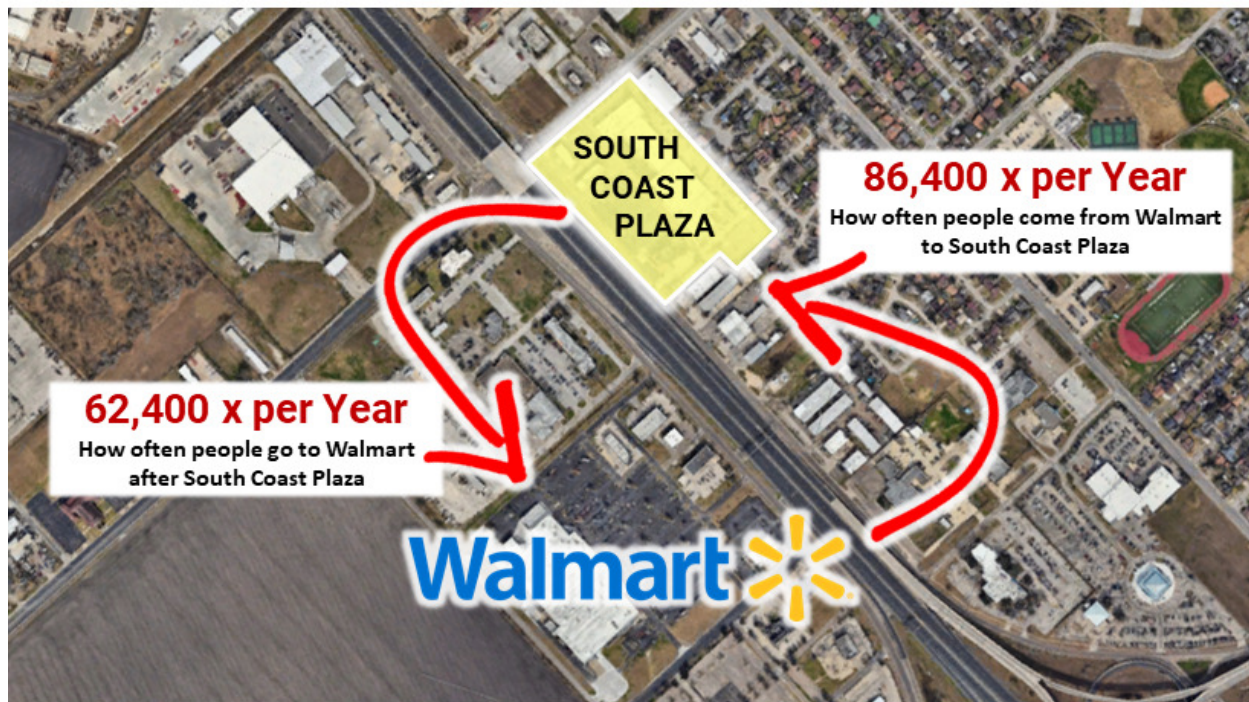 SOUTH
COAST
PLAZA
86,400 x per Year
How often people come from Walmart
to South Coast Plaza
62,400 x per Year
How often people go to Walmart
after South Coast Plaza
Walmart